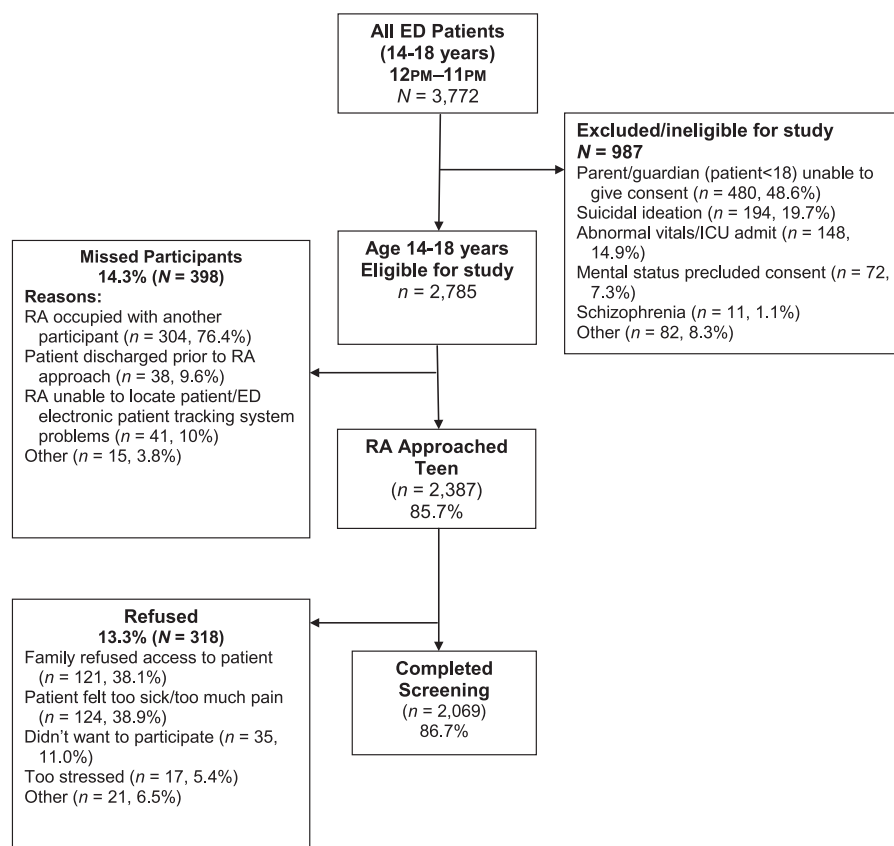 All ED Patients
(14-18 years)
12PM–11PM
N = 3,772
Excluded/ineligible for study
N = 987
Parent/guardian (patient<18) unable to
give consent (n = 480, 48.6%)
Suicidal ideation (n = 194, 19.7%)
Abnormal vitals/ICU admit (n = 148,
14.9%)
Mental status precluded consent (n = 72,
7.3%)
Schizophrenia (n = 11, 1.1%)
Other (n = 82, 8.3%)
Age 14-18 years
Eligible for study
n = 2,785
Missed Participants
14.3% (N = 398)
Reasons:
RA occupied with another
participant (n = 304, 76.4%)
Patient discharged prior to RA
approach (n = 38, 9.6%)
RA unable to locate patient/ED
electronic patient tracking system
problems (n = 41, 10%)
Other (n = 15, 3.8%)
RA Approached
Teen
(n = 2,387)
85.7%
Refused
13.3% (N = 318)
Family refused access to patient
(n = 121, 38.1%)
Patient felt too sick/too much pain
(n = 124, 38.9%)
Didn't want to participate (n = 35,
11.0%)
Too stressed (n = 17, 5.4%)
Other (n = 21, 6.5%)
Completed
Screening
(n = 2,069)
86.7%